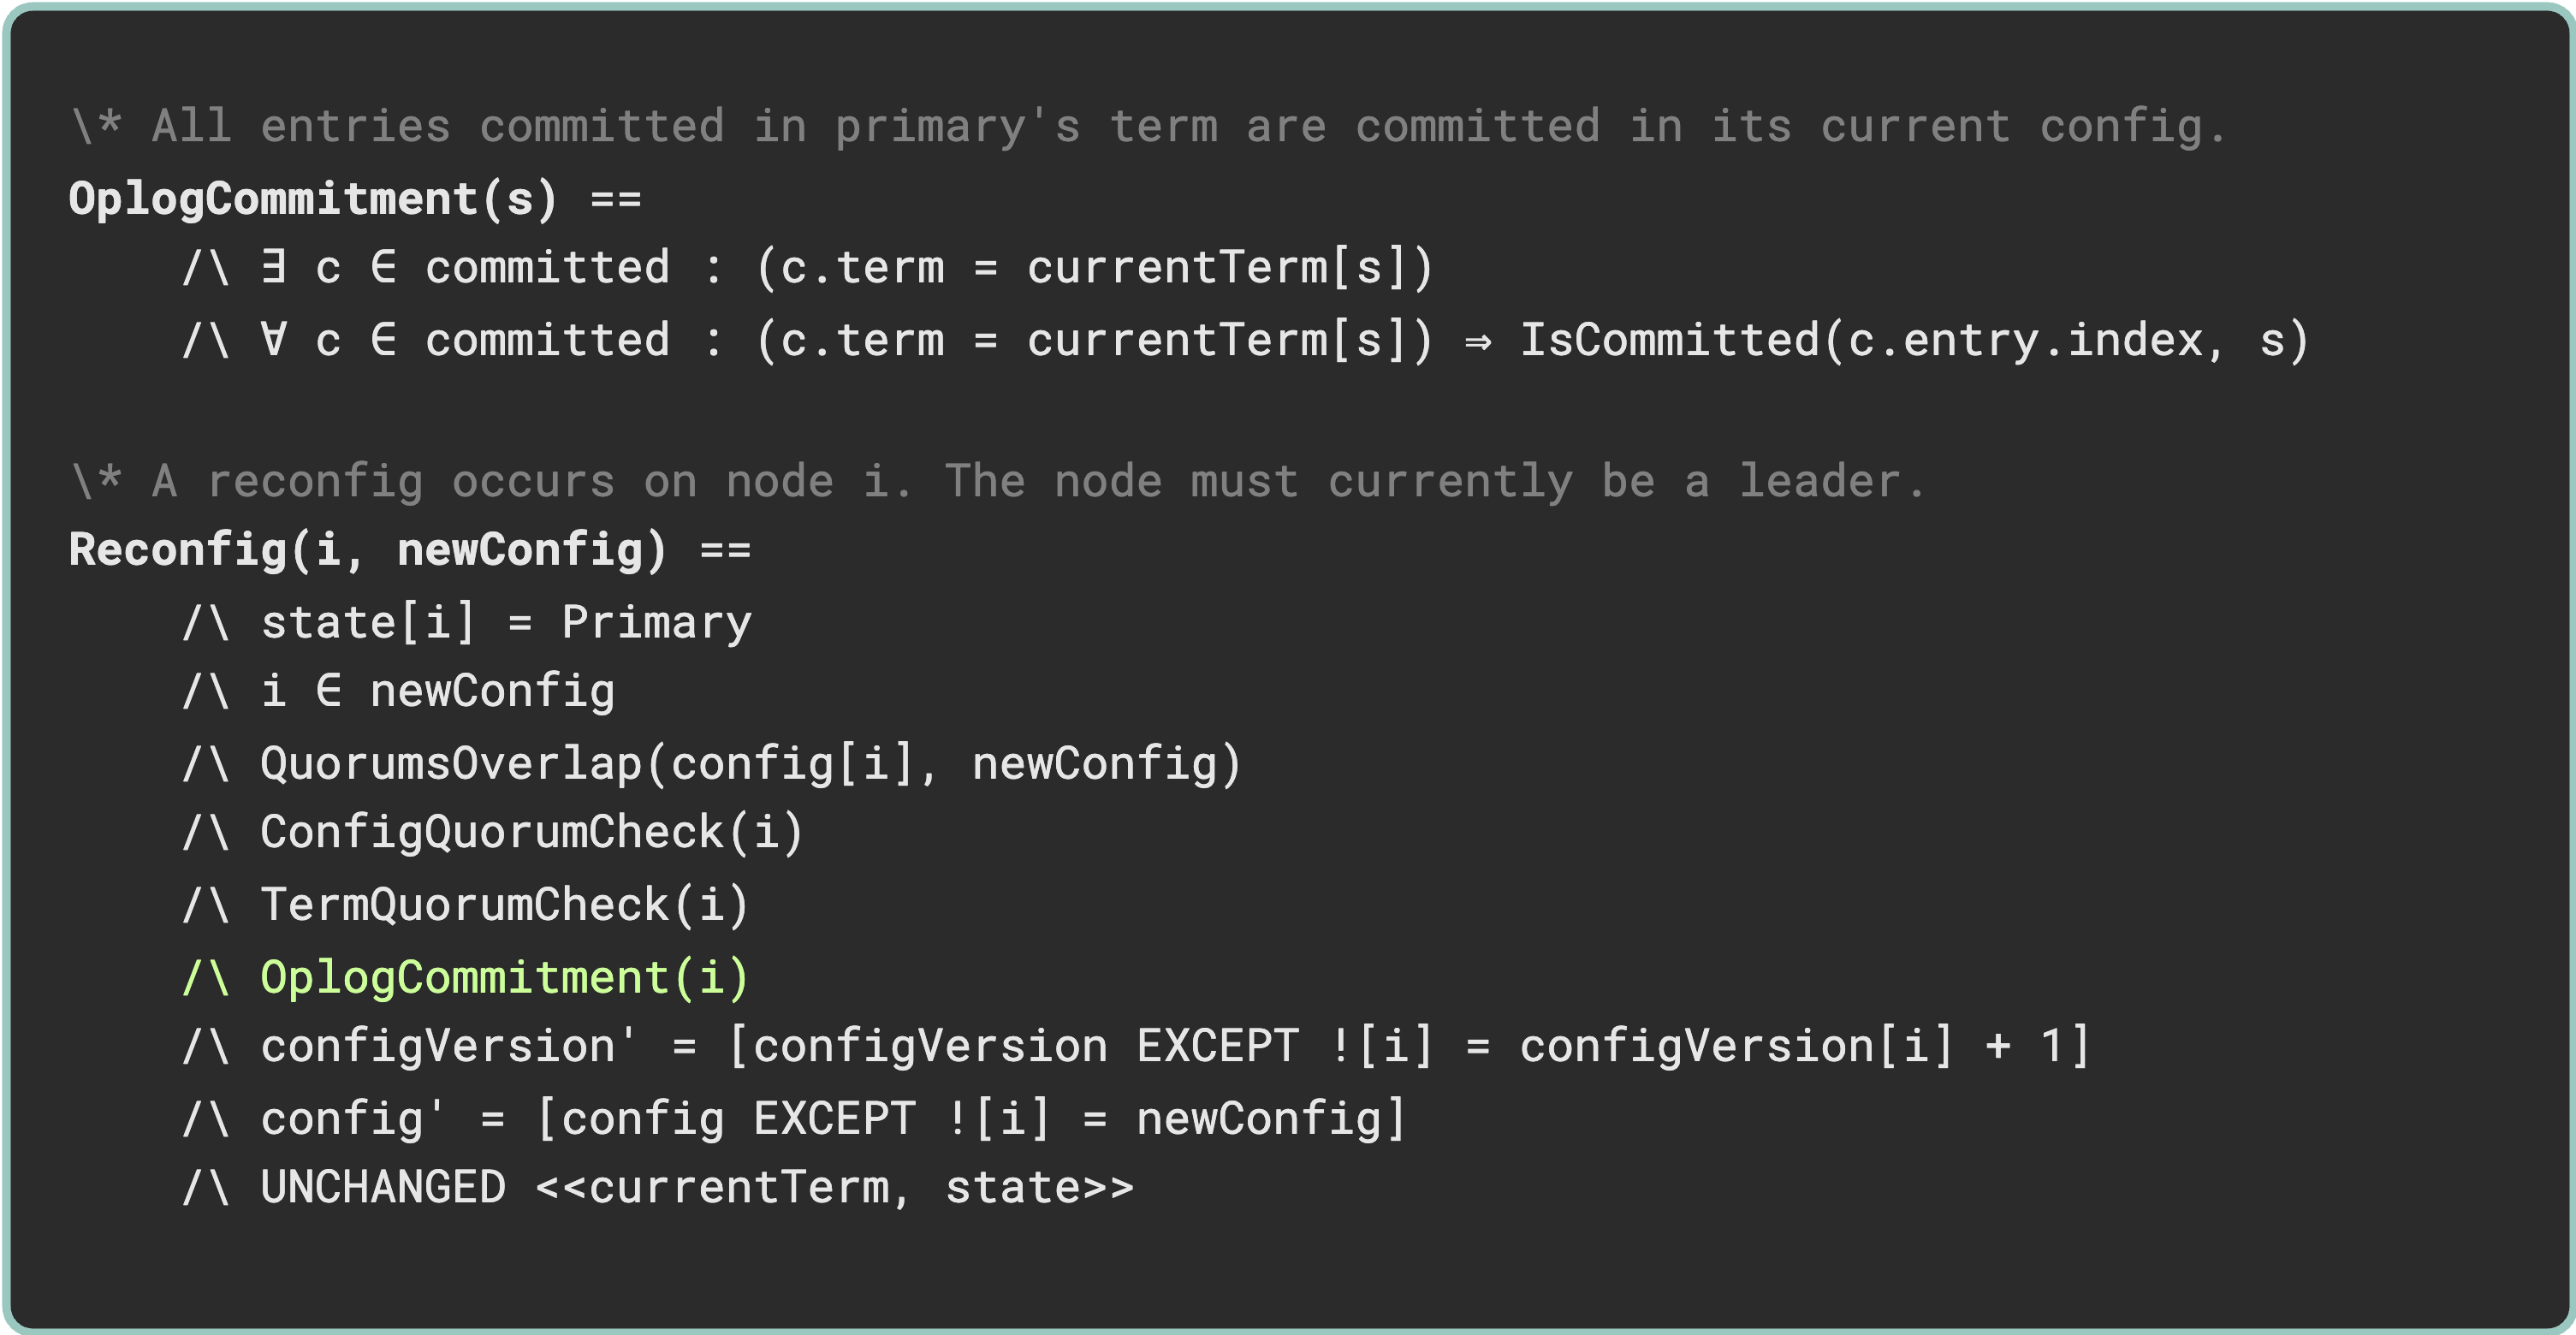 \* All entries committed in primary's term are committed in its current config.
OplogCommitment(s) ==
    /\ ∃ c ∈ committed : (c.term = currentTerm[s])
    /\ ∀ c ∈ committed : (c.term = currentTerm[s]) ⇒ IsCommitted(c.entry.index, s)

\* A reconfig occurs on node i. The node must currently be a leader.
Reconfig(i, newConfig) ==
    /\ state[i] = Primary
    /\ i ∈ newConfig
    /\ QuorumsOverlap(config[i], newConfig)
    /\ ConfigQuorumCheck(i)
    /\ TermQuorumCheck(i)
    /\ OplogCommitment(i)
    /\ configVersion' = [configVersion EXCEPT ![i] = configVersion[i] + 1]
    /\ config' = [config EXCEPT ![i] = newConfig]
    /\ UNCHANGED <<currentTerm, state>>